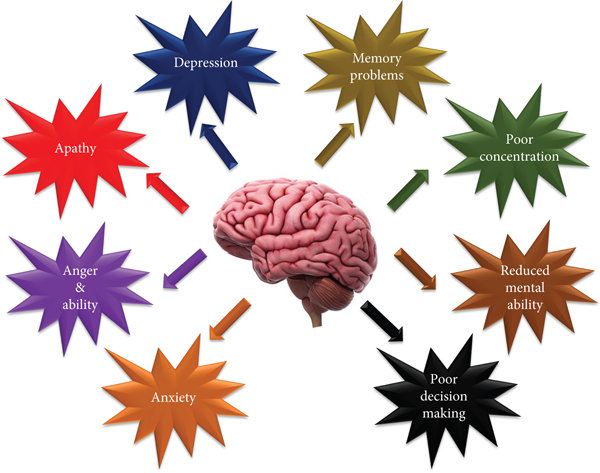 Depression
Memory
problems
Apathy
Poor
concentration
Anger
&
ability
Reduced
mental
ability
Anxiety
Poor
decision
making